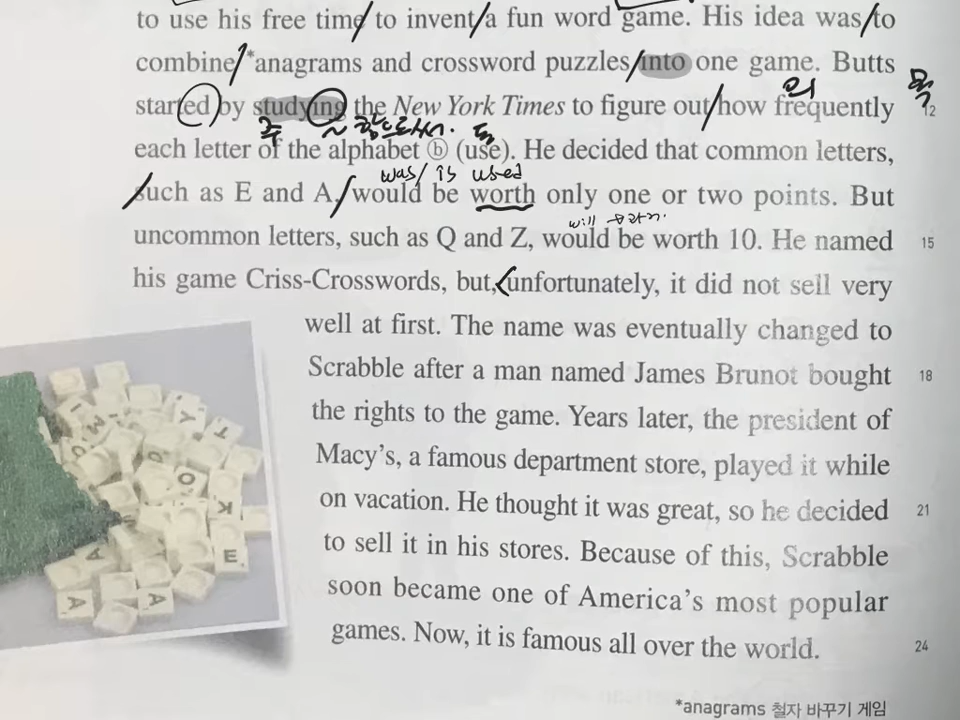 to use his free time to invent a fun word game. His idea was to
combine *anagrams and crossword puzzles into one game. Butts
의 목
started by studying the New York Times to figure out how frequently 12
주 ~함으로써. 동
each letter of the alphabet ⓑ (use). He decided that common letters,
was/is used
such as E and A, would be worth only one or two points. But
will
uncommon letters, such as Q and Z, would be worth 10. He named 15
his game Criss-Crosswords, but, unfortunately, it did not sell very
well at first. The name was eventually changed to
Scrabble after a man named James Brunot bought 18
the rights to the game. Years later, the president of
Macy's, a famous department store, played it while
on vacation. He thought it was great, so he decided 21
to sell it in his stores. Because of this, Scrabble
soon became one of America's most popular
games. Now, it is famous all over the world. 24
*anagrams 철자 바꾸기 게임